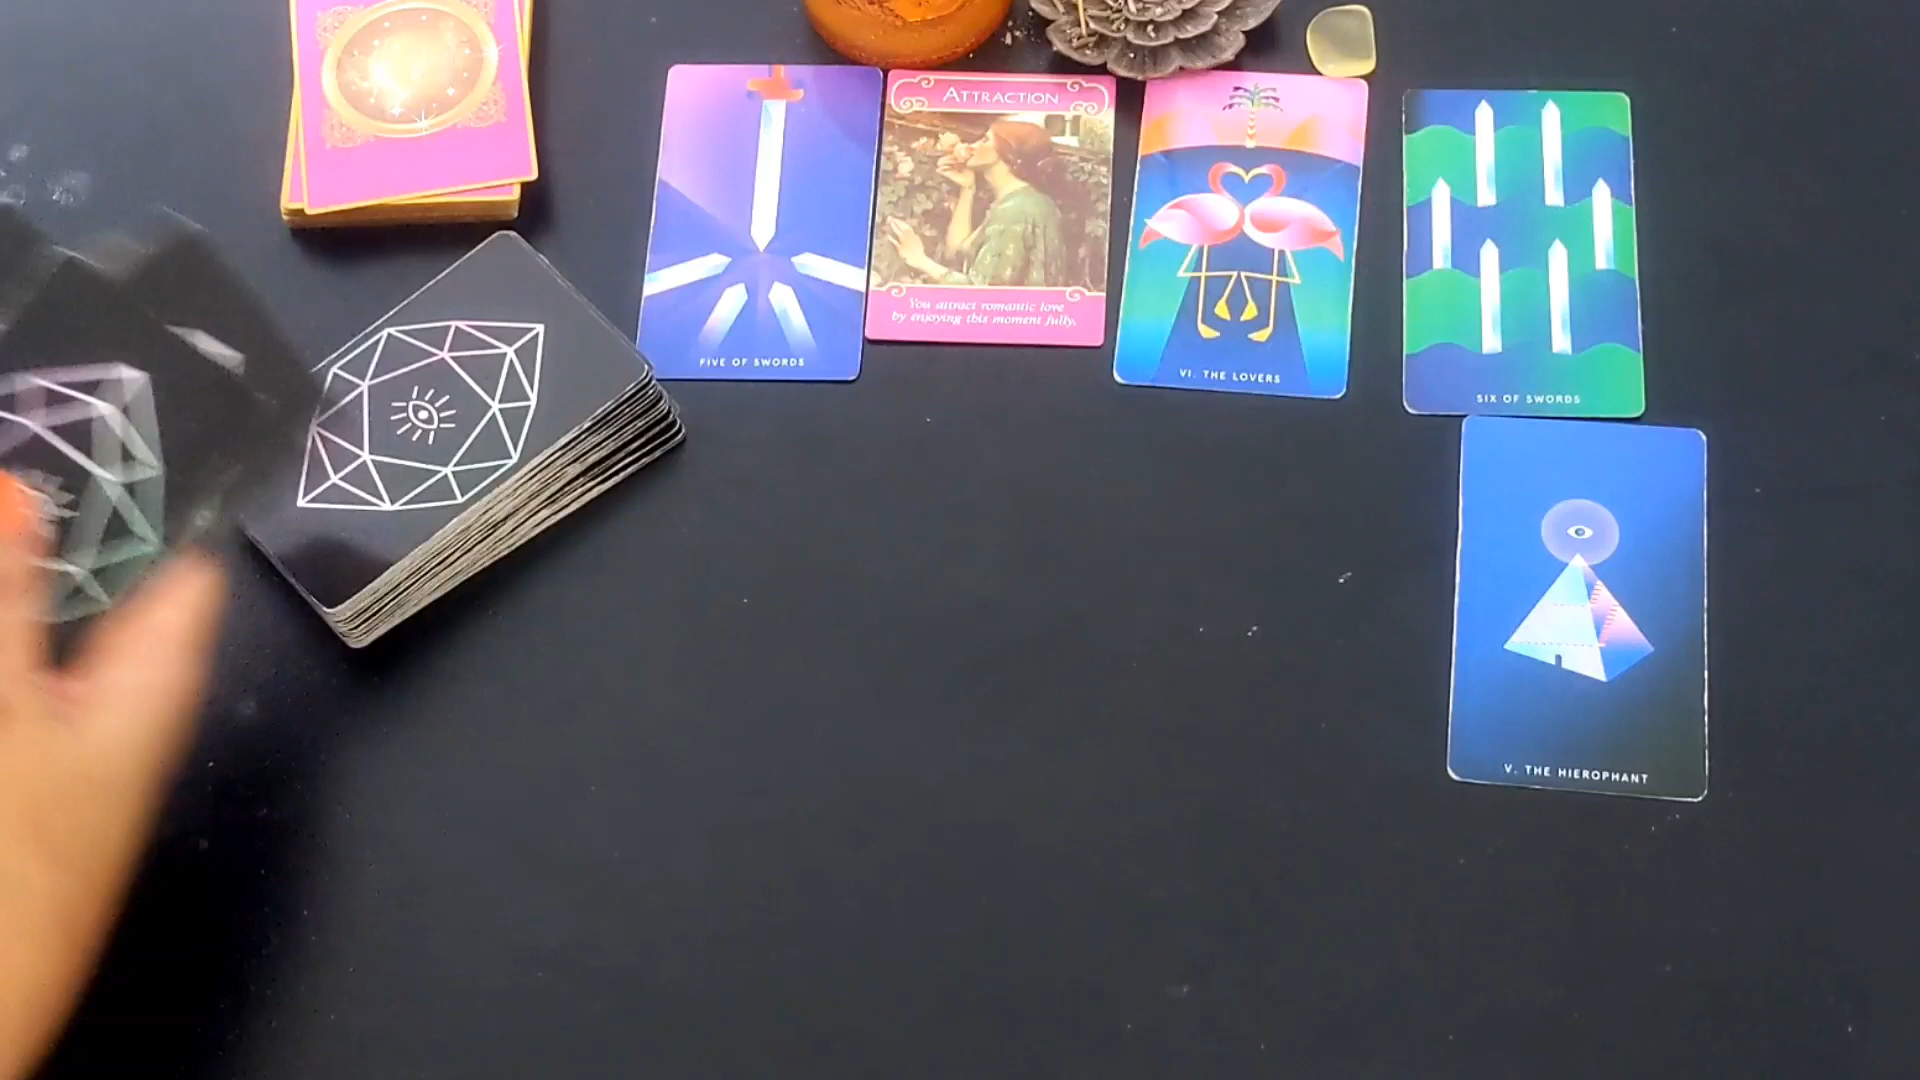 FIVE OF SWORDS
ATTRACTION
You attract romantic love
by enjoying this moment fully.
VI. THE LOVERS
SIX OF SWORDS
V. THE HIEROPHANT